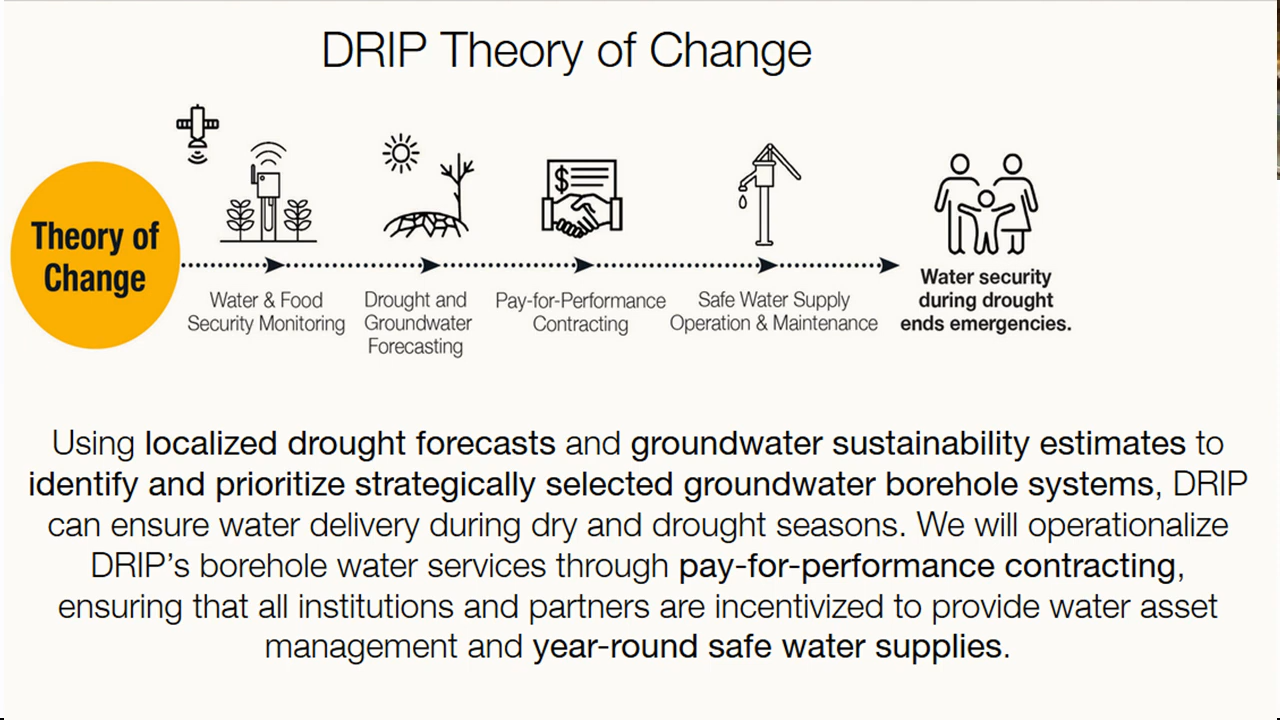 DRIP Theory of Change
Theory of
Change
$
Water & Food
Security Monitoring
Drought and
Groundwater
Forecasting
Pay-for-Performance
Contracting
Safe Water Supply
Operation & Maintenance
Water security
during drought
ends emergencies.
Using localized drought forecasts and groundwater sustainability estimates to
identify and prioritize strategically selected groundwater borehole systems, DRIP
can ensure water delivery during dry and drought seasons. We will operationalize
DRIP’s borehole water services through pay-for-performance contracting,
ensuring that all institutions and partners are incentivized to provide water asset
management and year-round safe water supplies.